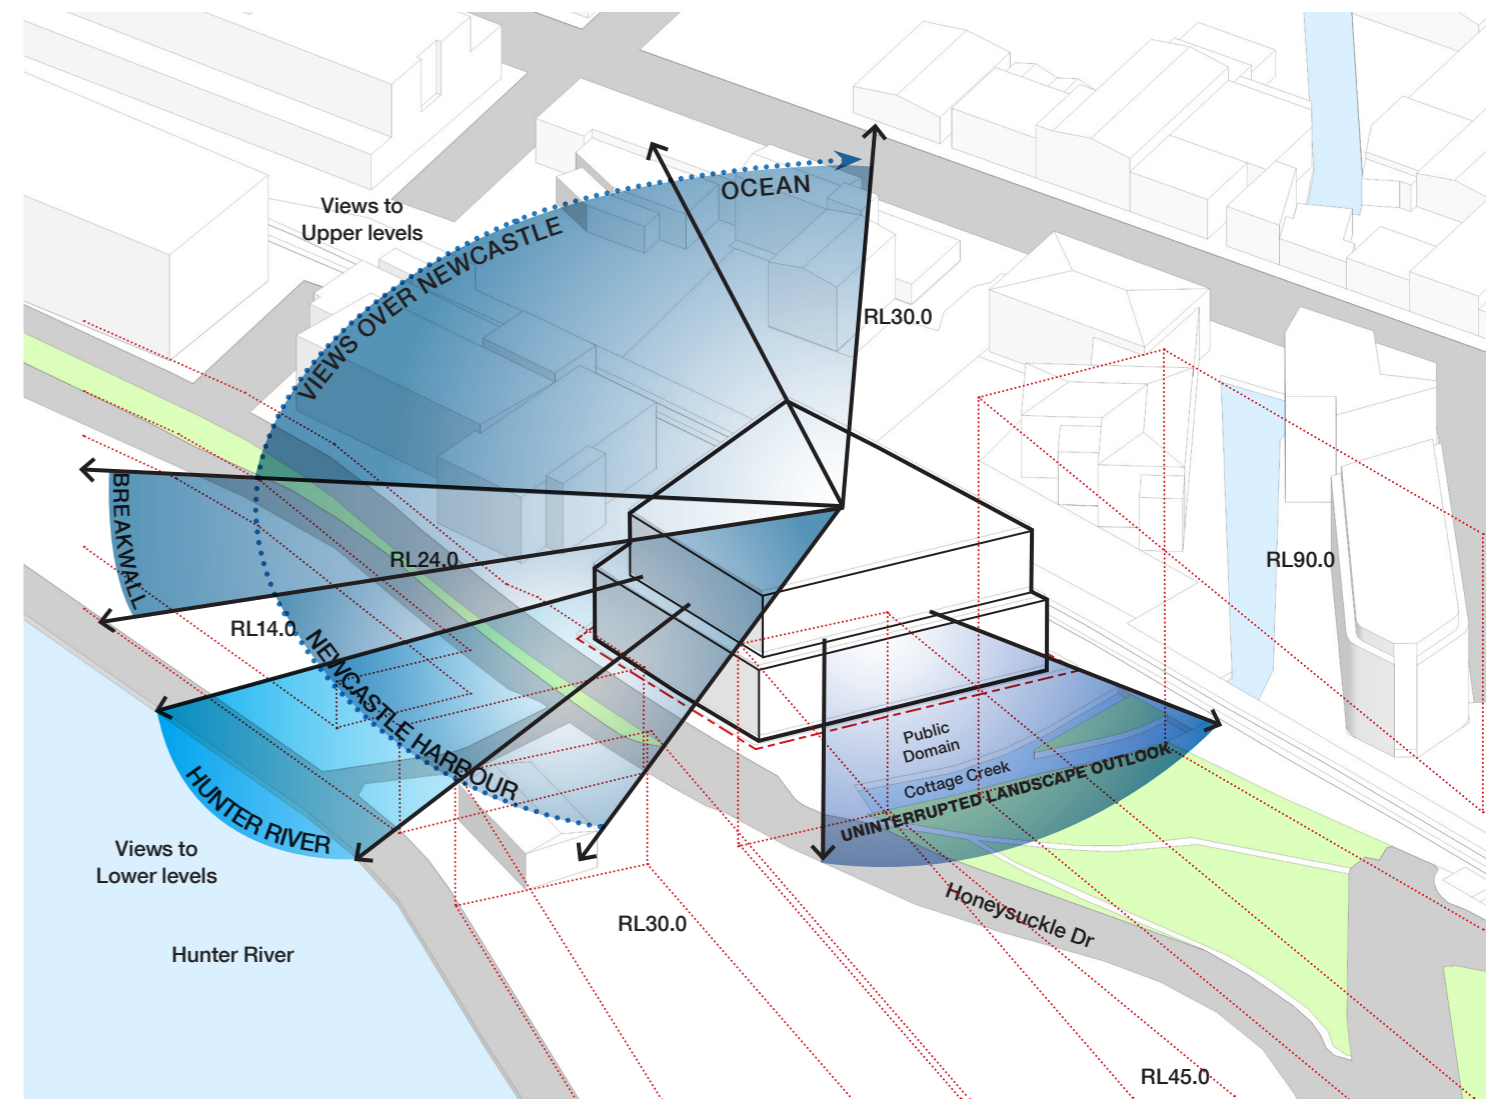 OCEAN
Views to
Upper levels
VIEWS OVER NEWCASTLE
RL30.0
BREAKWALL
RL24.0
RL90.0
RL14.0
NEWCASTLE HARBOUR
Public
Domain
Cottage Creek
UNINTERRUPTED LANDSCAPE OUTLOOK
HUNTER RIVER
Views to
Lower levels
Honeysuckle Dr
RL30.0
Hunter River
RL45.0